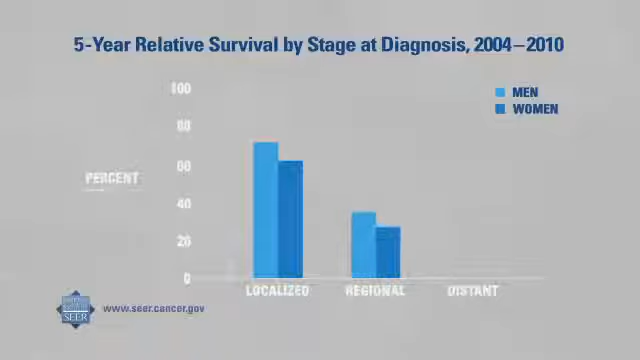 5-Year Relative Survival by Stage at Diagnosis, 2004–2010
100
MEN
WOMEN
80
60
PERCENT
40
20
0
LOCALIZED REGIONAL DISTANT
www.seer.cancer.gov
SEER